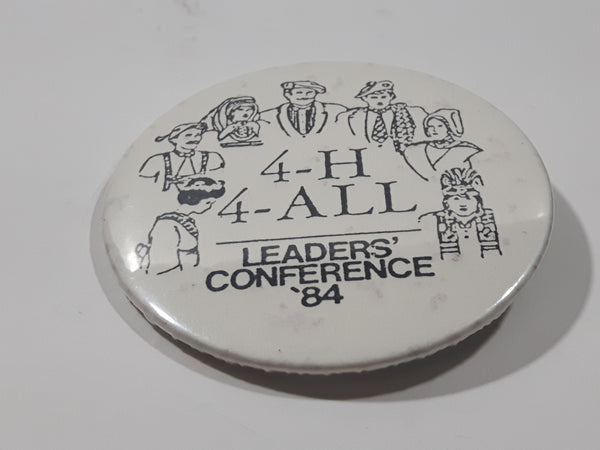 4-H
4-ALL
LEADERS'
CONFERENCE
'84